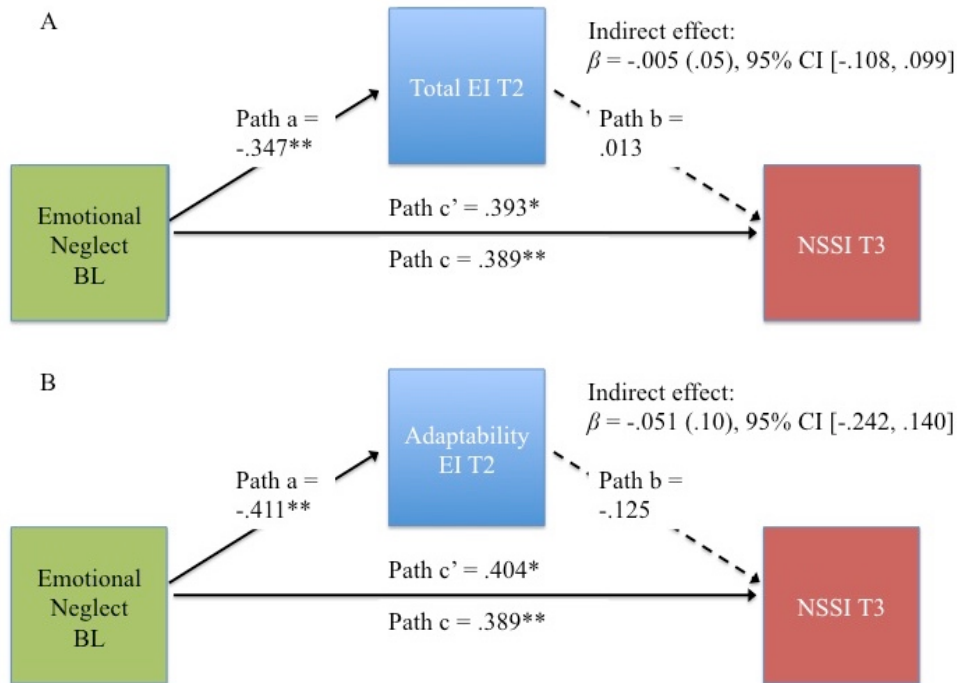 A
Indirect effect:
β = -.005 (.05), 95% CI [-.108, .099]
Total EI T2
Path a =
-.347**
Path b =
.013
Emotional
Neglect
BL
Path c’ = .393*
Path c = .389**
NSSI T3
B
Indirect effect:
β = -.051 (.10), 95% CI [-.242, .140]
Adaptability
EI T2
Path a =
-.411**
Path b =
-.125
Emotional
Neglect
BL
Path c’ = .404*
Path c = .389**
NSSI T3